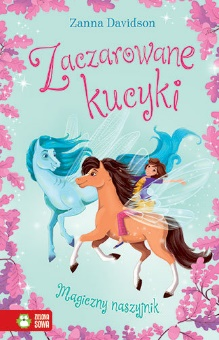 Zanna Davidson
Zaczarowane
kucyki
Magiczny naszyjnik
ZIELONA
SOWA